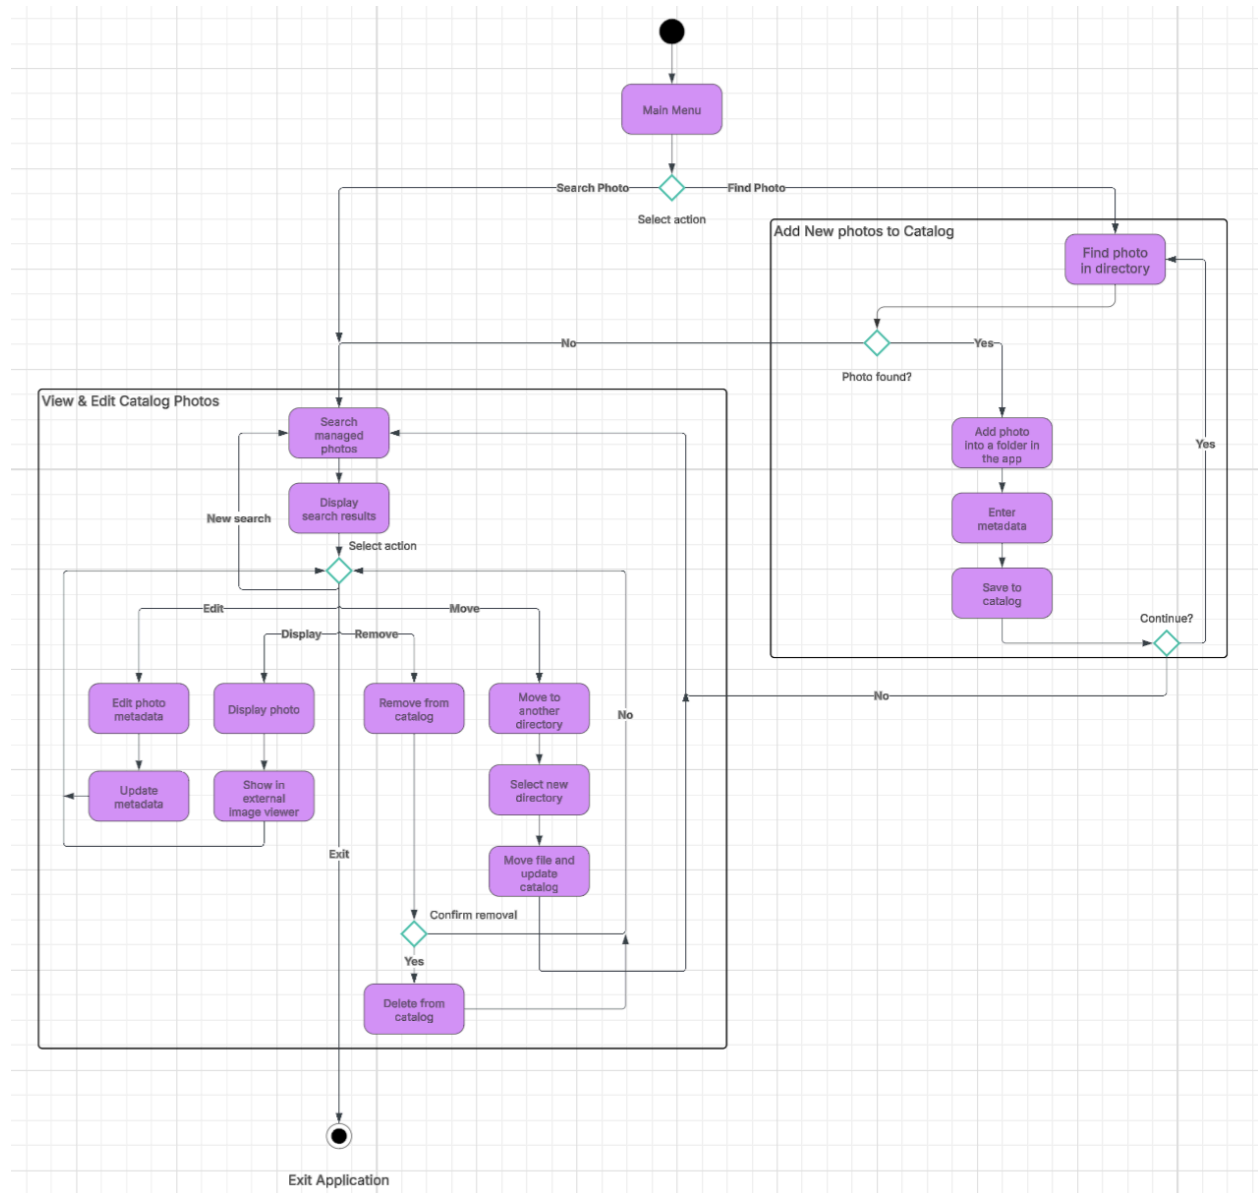 Main Menu
Search Photo
Find Photo
Select action
Add New photos to Catalog
Find photo
in directory
No
Yes
Photo found?
View & Edit Catalog Photos
Search
managed
photos
Add photo
into a folder in
the app
Yes
Display
search results
New search
Enter
metadata
Select action
Save to
catalog
Edit
Move
Continue?
Display
Remove
Edit photo
metadata
Display photo
Remove from
catalog
Move to
another
directory
No
No
Update
metadata
Show in
external
image viewer
Select new
directory
Exit
Move file and
update
catalog
Confirm removal
Yes
Delete from
catalog
Exit Application